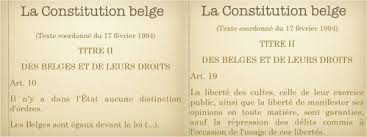 La Constitution belge
(Texte coordonné du 17 février 1994)
TITRE II
DES BELGES ET DE LEURS DROITS
Art. 10
Il n'y a dans l'État aucune distinction
d'ordres.
Les Belges sont égaux devant la loi (...).
La Constitution belge
(Texte coordonné du 17 février 1994)
TITRE II
DES BELGES ET DE LEURS DROITS
Art. 19
La liberté des cultes, celle de leur exercice
public, ainsi que la liberté de manifester ses
opinions en toute matière, sont garanties,
sauf la répression des délits commis à
l'occasion de l'usage de ces libertés.